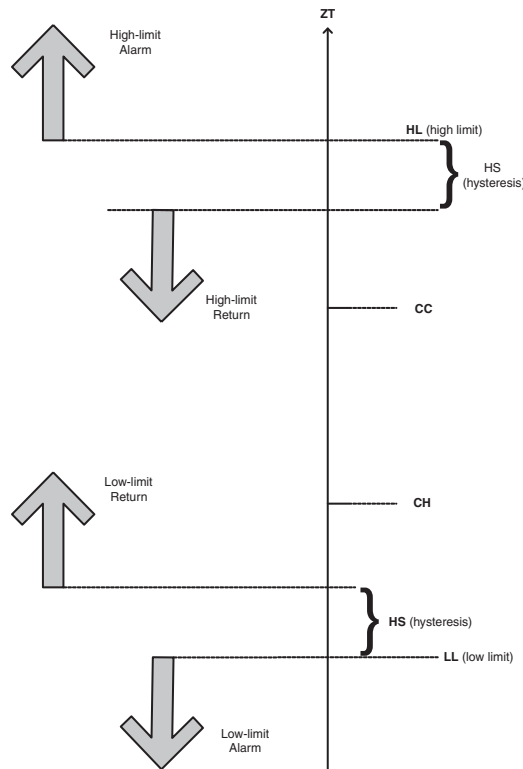 ZT
High-limit
Alarm
HL (high limit)
HS
(hysteresis)
High-limit
Return
CC
Low-limit
Return
CH
HS (hysteresis)
LL (low limit)
Low-limit
Alarm